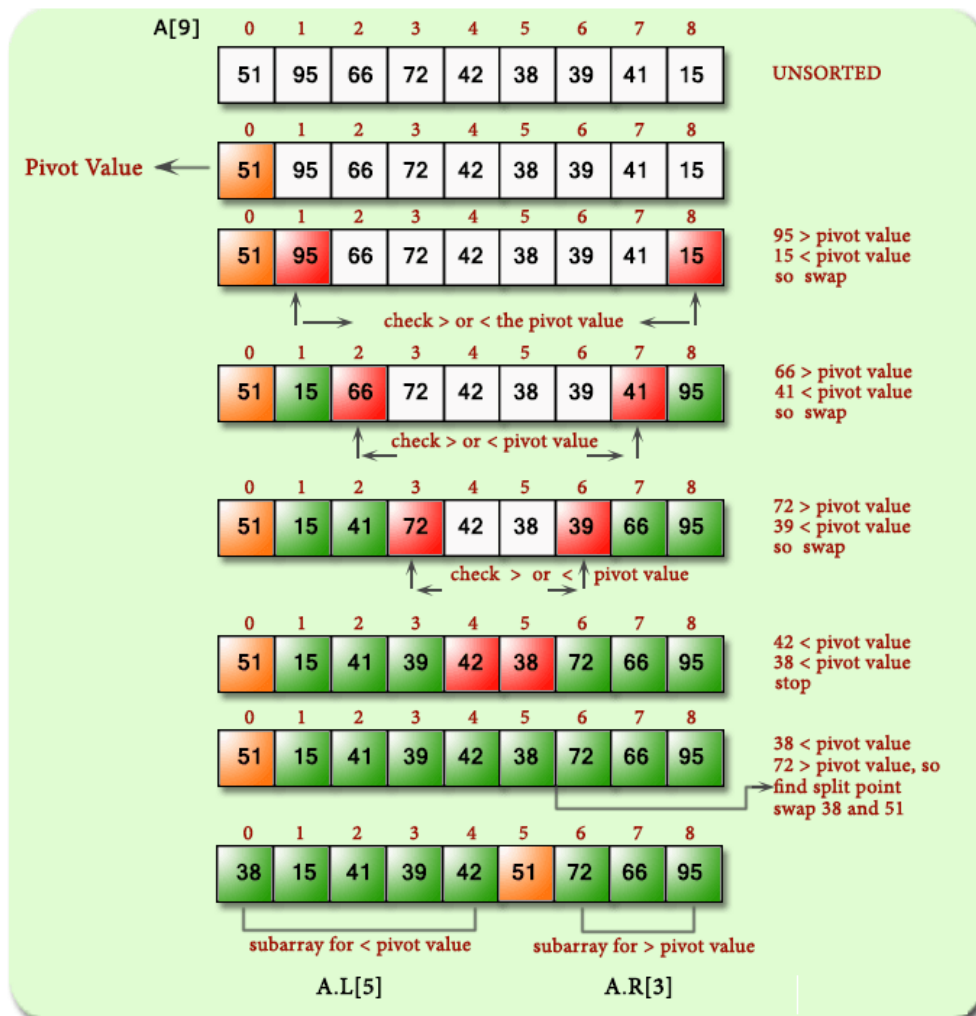 A[9] 0 1 2 3 4 5 6 7 8
51 95 66 72 42 38 39 41 15 UNSORTED
0 1 2 3 4 5 6 7 8
Pivot Value 51 95 66 72 42 38 39 41 15
0 1 2 3 4 5 6 7 8
51 95 66 72 42 38 39 41 15
95 > pivot value
15 < pivot value
so swap
check > or < the pivot value
0 1 2 3 4 5 6 7 8
51 15 66 72 42 38 39 41 95
66 > pivot value
41 < pivot value
so swap
check > or < pivot value
0 1 2 3 4 5 6 7 8
51 15 41 72 42 38 39 66 95
72 > pivot value
39 < pivot value
so swap
check > or < pivot value
0 1 2 3 4 5 6 7 8
51 15 41 39 42 38 72 66 95
42 < pivot value
38 < pivot value
stop
0 1 2 3 4 5 6 7 8
51 15 41 39 42 38 72 66 95
38 < pivot value
72 > pivot value, so
find split point
swap 38 and 51
0 1 2 3 4 5 6 7 8
38 15 41 39 42 51 72 66 95
subarray for < pivot value
subarray for > pivot value
A.L[5]
A.R[3]